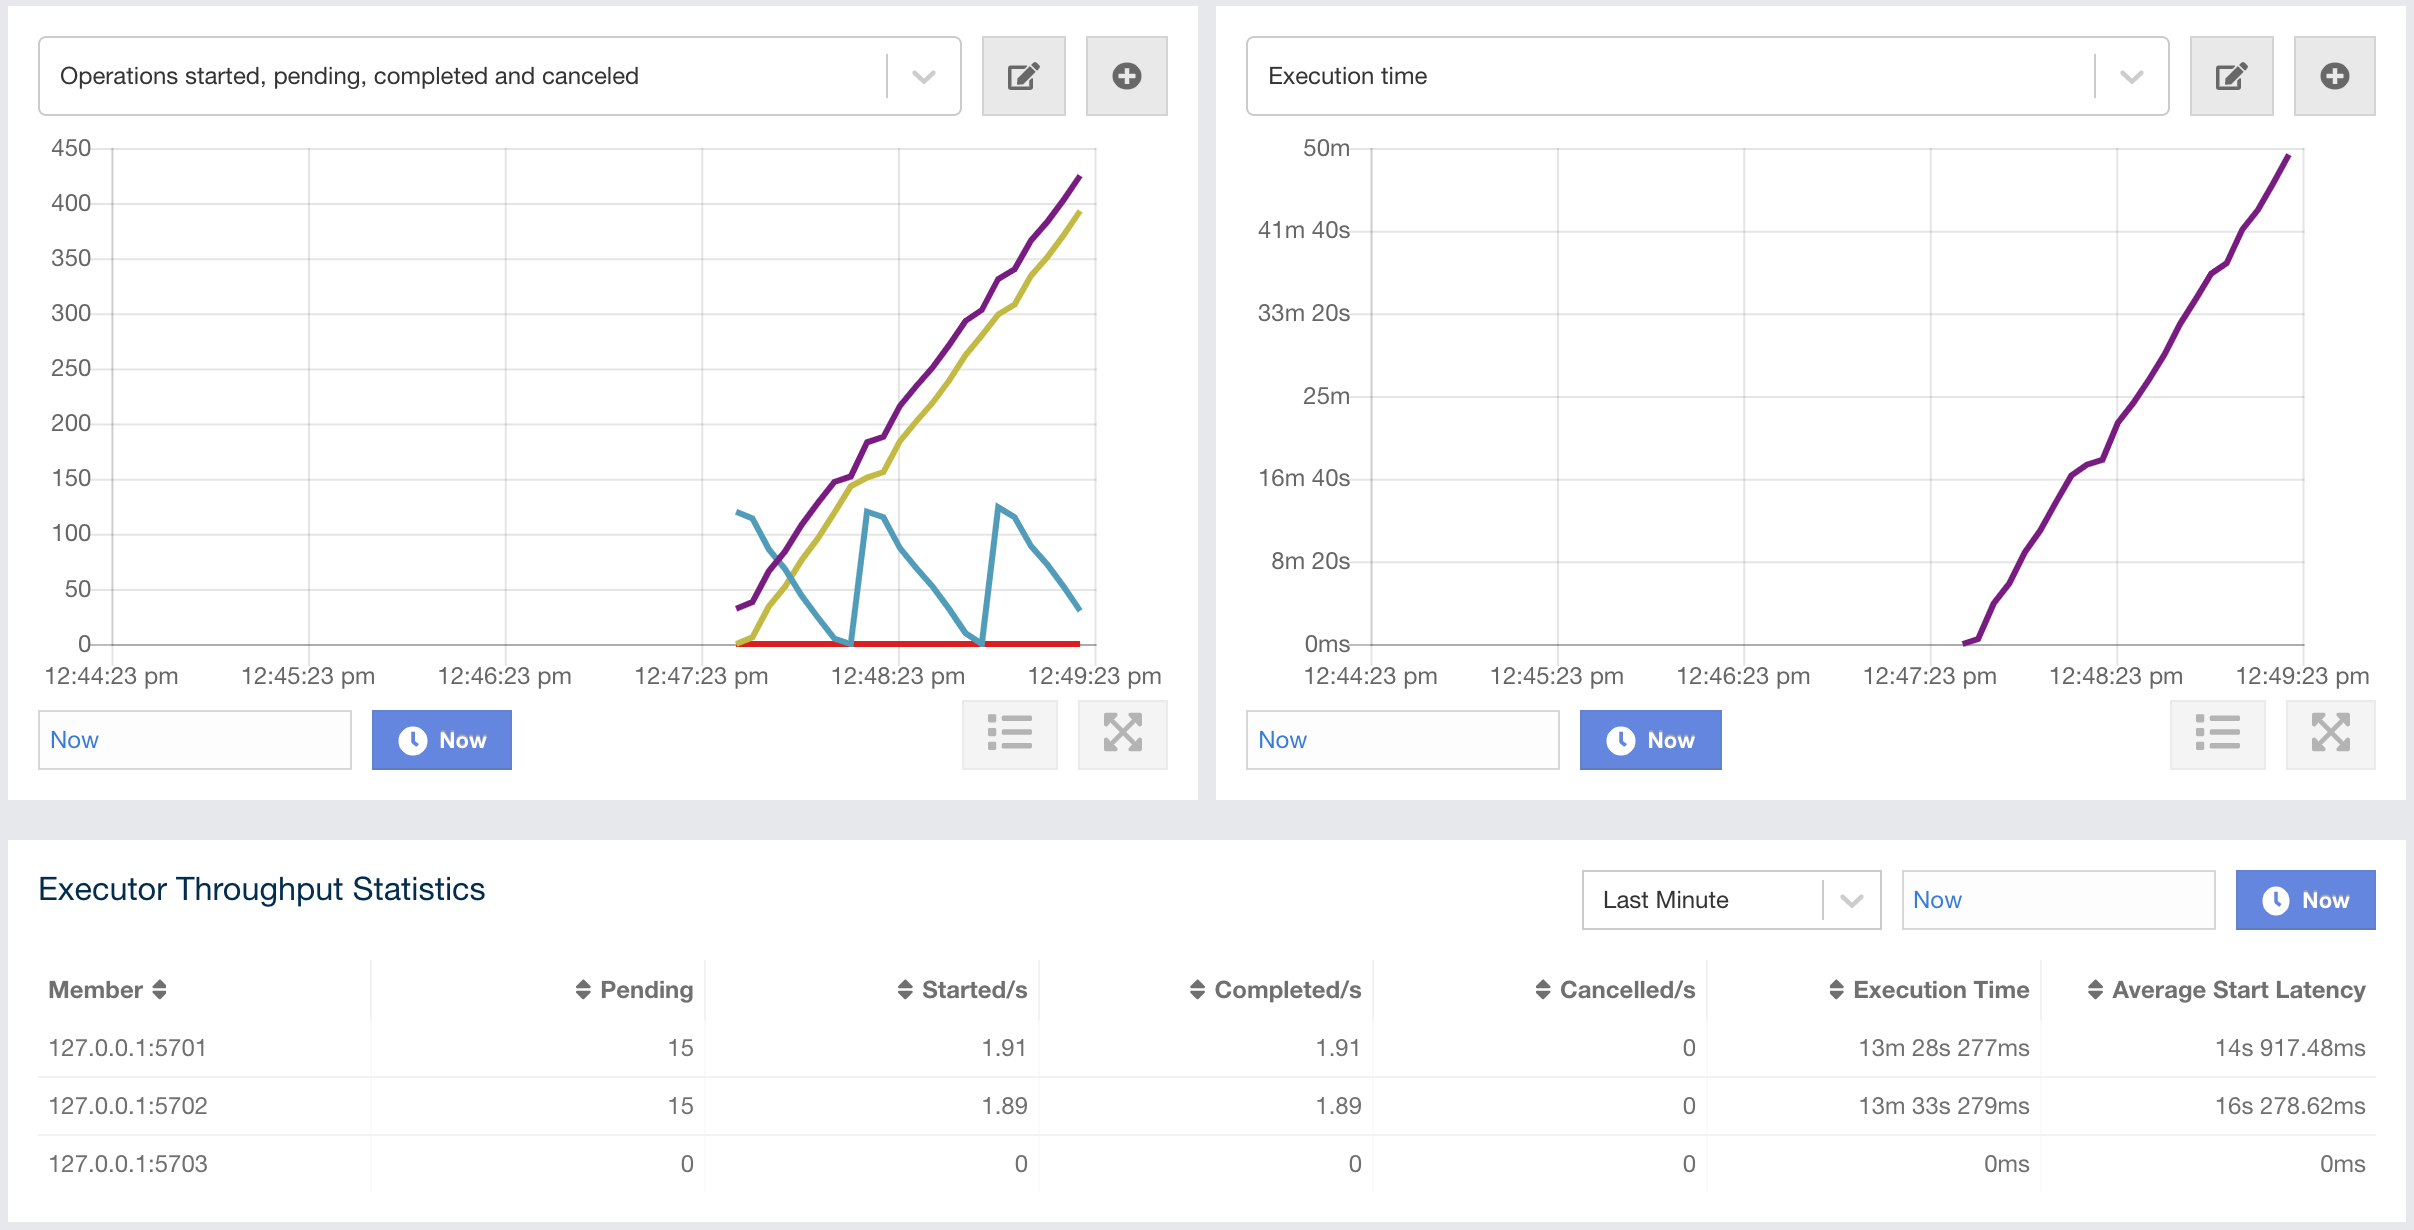 Operations started, pending, completed and canceled
450
400
350
300
250
200
150
100
50
0
12:44:23 pm 12:45:23 pm 12:46:23 pm 12:47:23 pm 12:48:23 pm 12:49:23 pm
Now Now
Execution time
50m
41m 40s
33m 20s
25m
16m 40s
8m 20s
0ms
12:44:23 pm 12:45:23 pm 12:46:23 pm 12:47:23 pm 12:48:23 pm 12:49:23 pm
Now Now
Executor Throughput Statistics Last Minute Now Now
Member Pending Started/s Completed/s Cancelled/s Execution Time Average Start Latency
127.0.0.1:5701 15 1.91 1.91 0 13m 28s 277ms 14s 917.48ms
127.0.0.1:5702 15 1.89 1.89 0 13m 33s 279ms 16s 278.62ms
127.0.0.1:5703 0 0 0 0 0ms 0ms